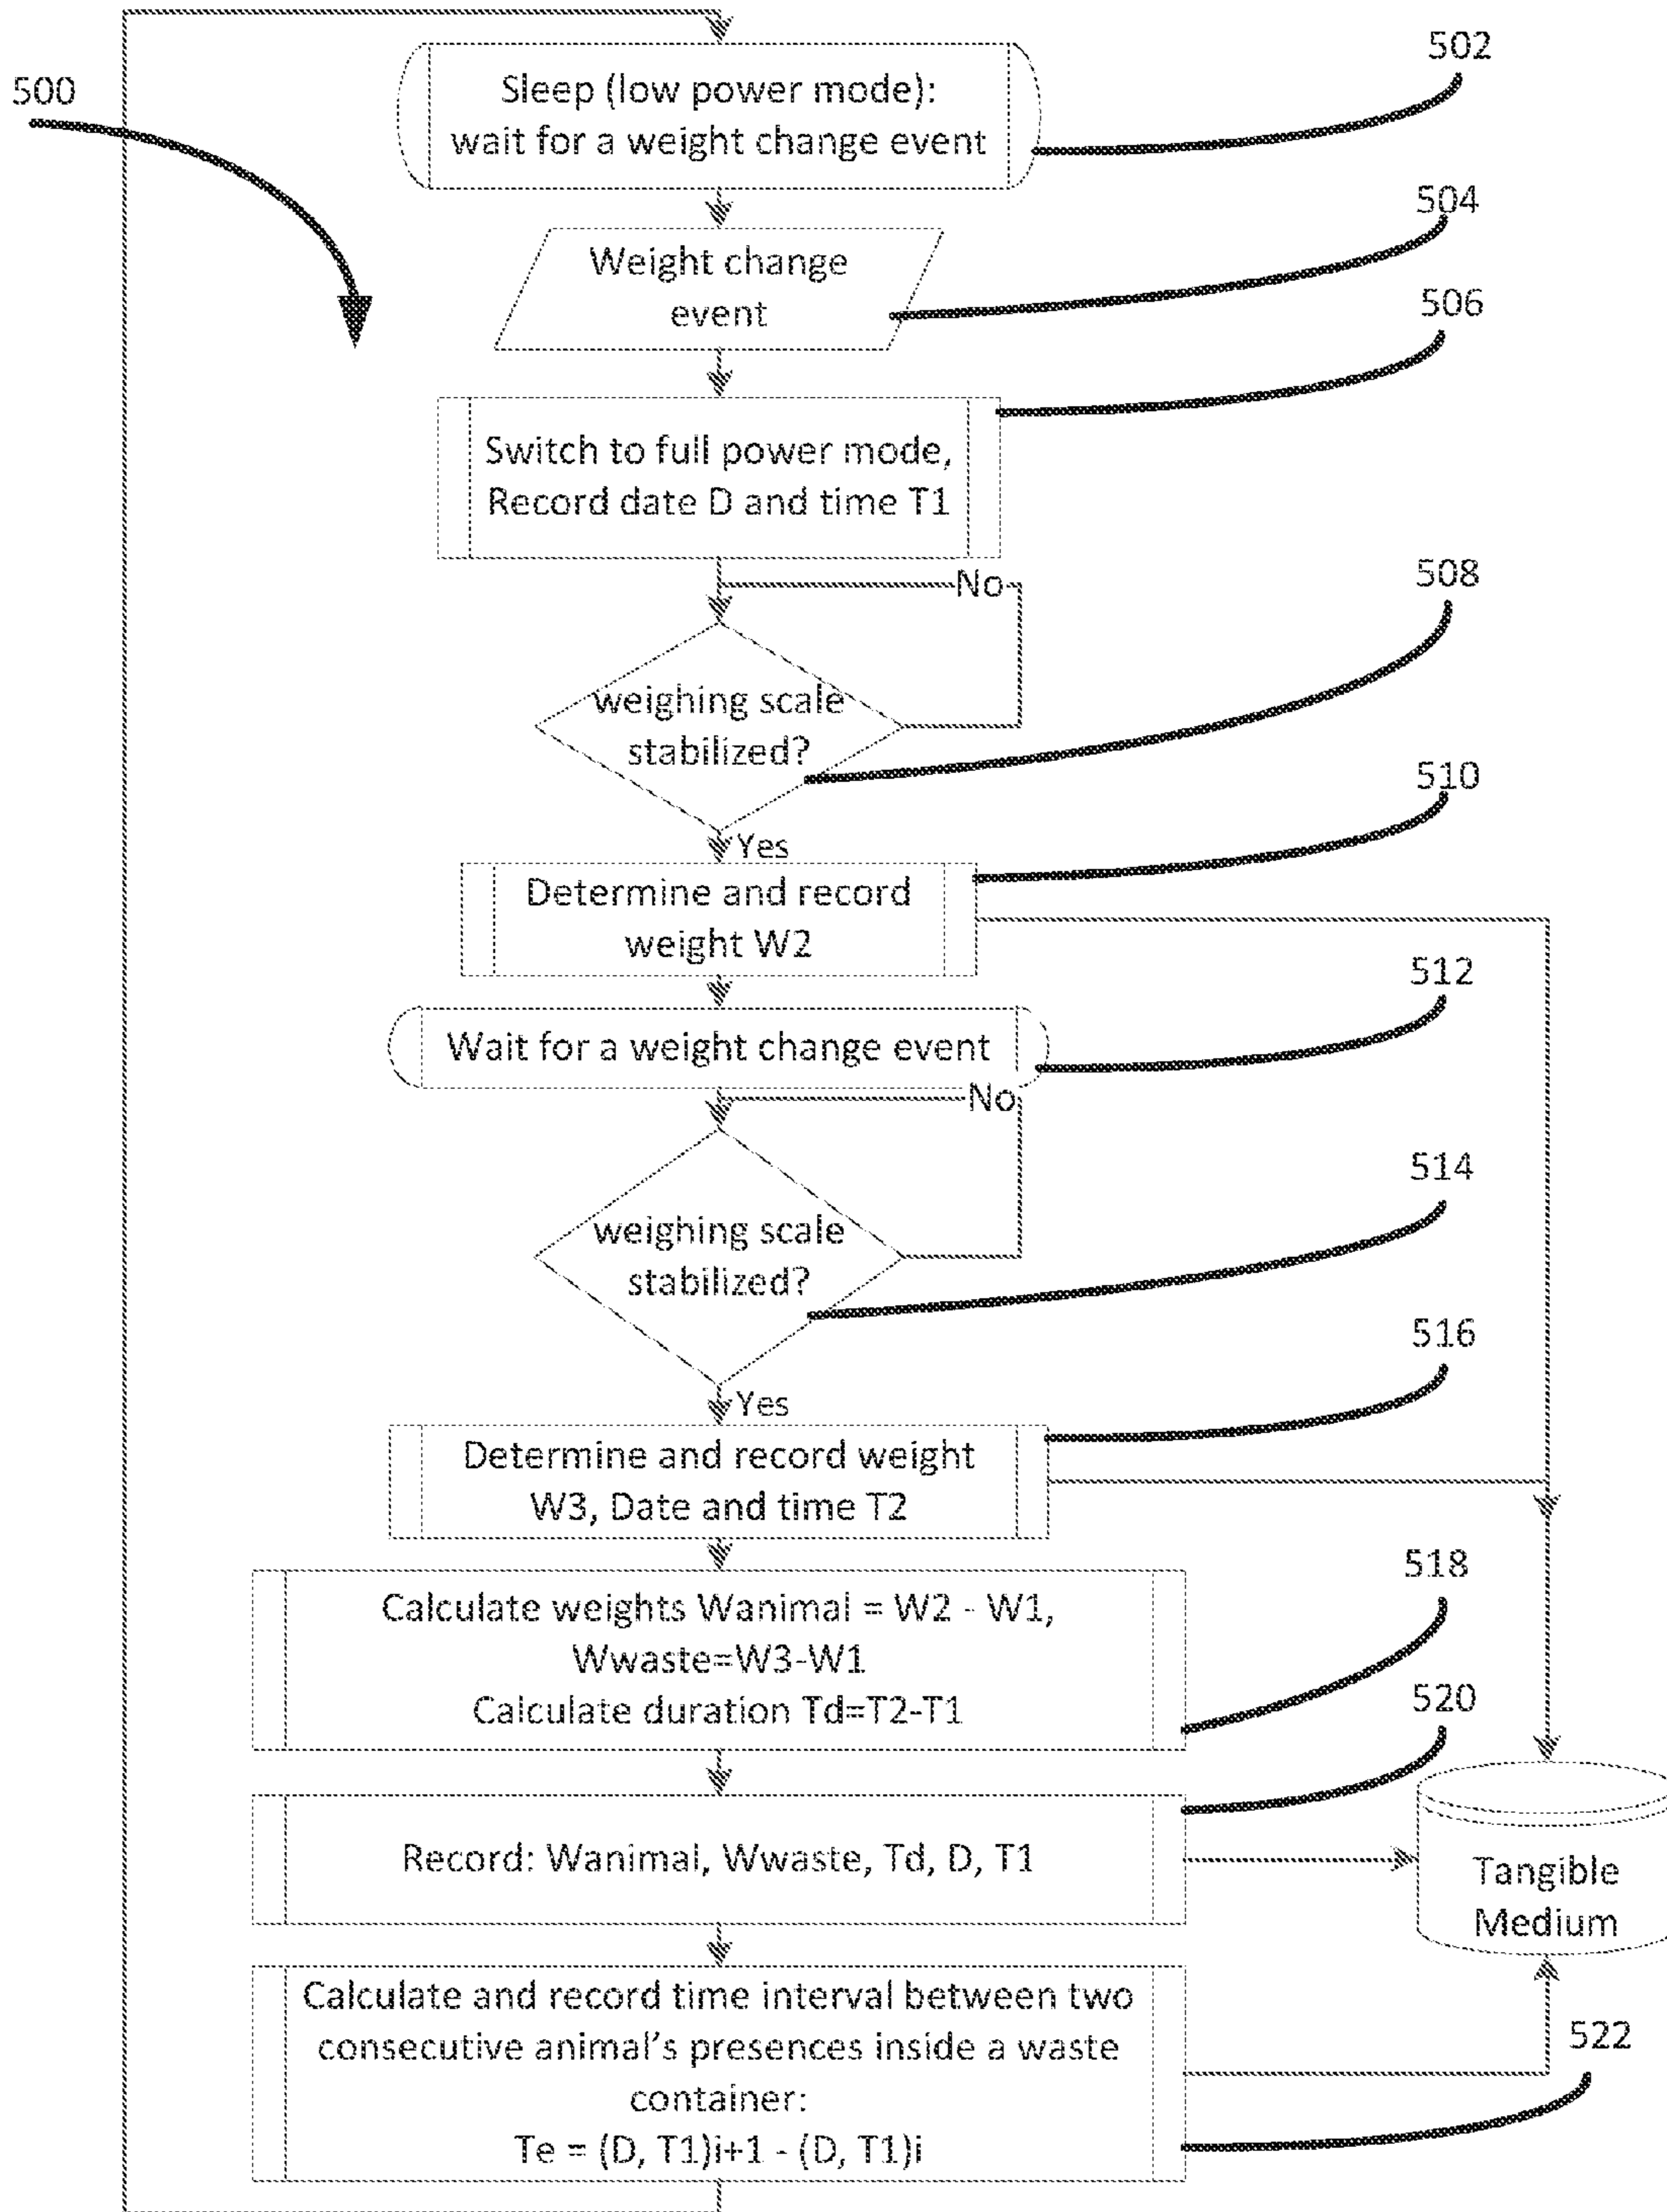 500
502
Sleep (low power mode):
wait for a weight change event
504
Weight change
event
506
Switch to full power mode,
Record date D and time T1
No
508
weighing scale
stabilized?
510
Yes
Determine and record
weight W2
512
Wait for a weight change event
No
514
weighing scale
stabilized?
516
Yes
Determine and record weight
W3, Date and time T2
518
Calculate weights Wanimal = W2 - W1,
Wwaste=W3-W1
Calculate duration Td=T2-T1
520
Record: Wanimal, Wwaste, Td, D, T1
Tangible
Medium
Calculate and record time interval between two
consecutive animal's presences inside a waste
container:
Te = (D, T1)i+1 - (D, T1)i
522